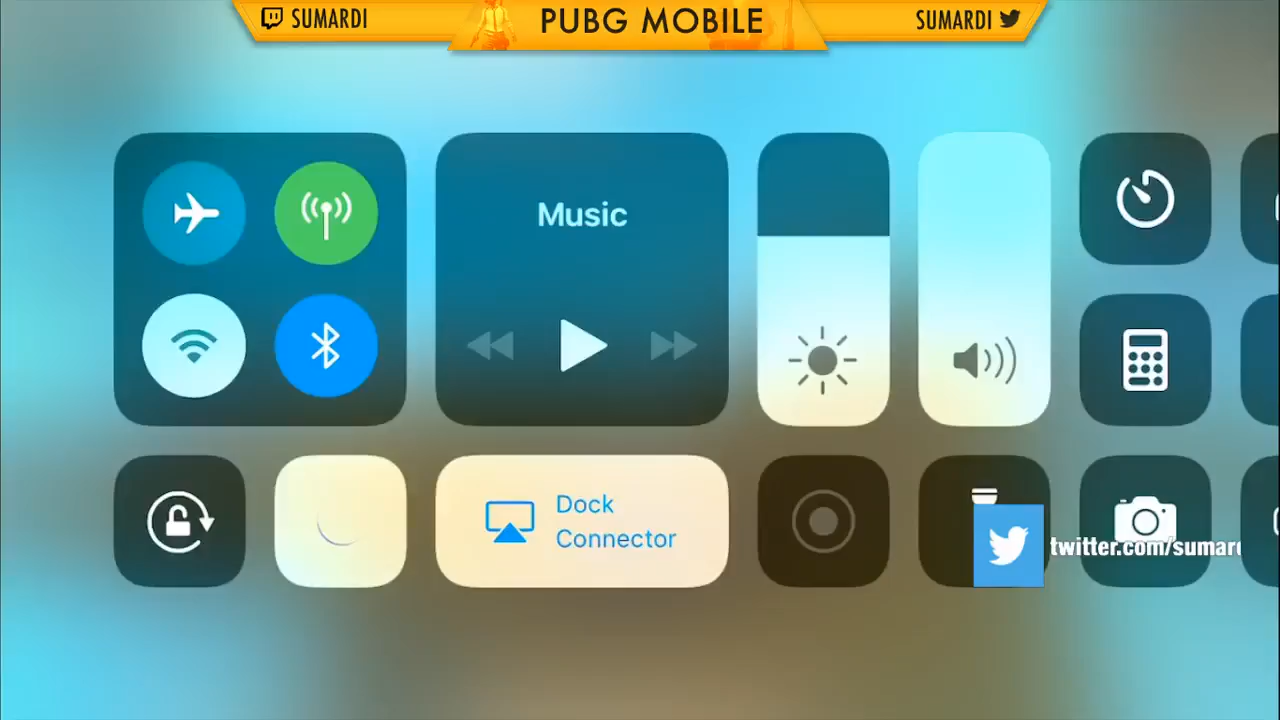 SUMARDI
PUBG MOBILE
SUMARDI
Music
Dock
Connector
twitter.com/sumard